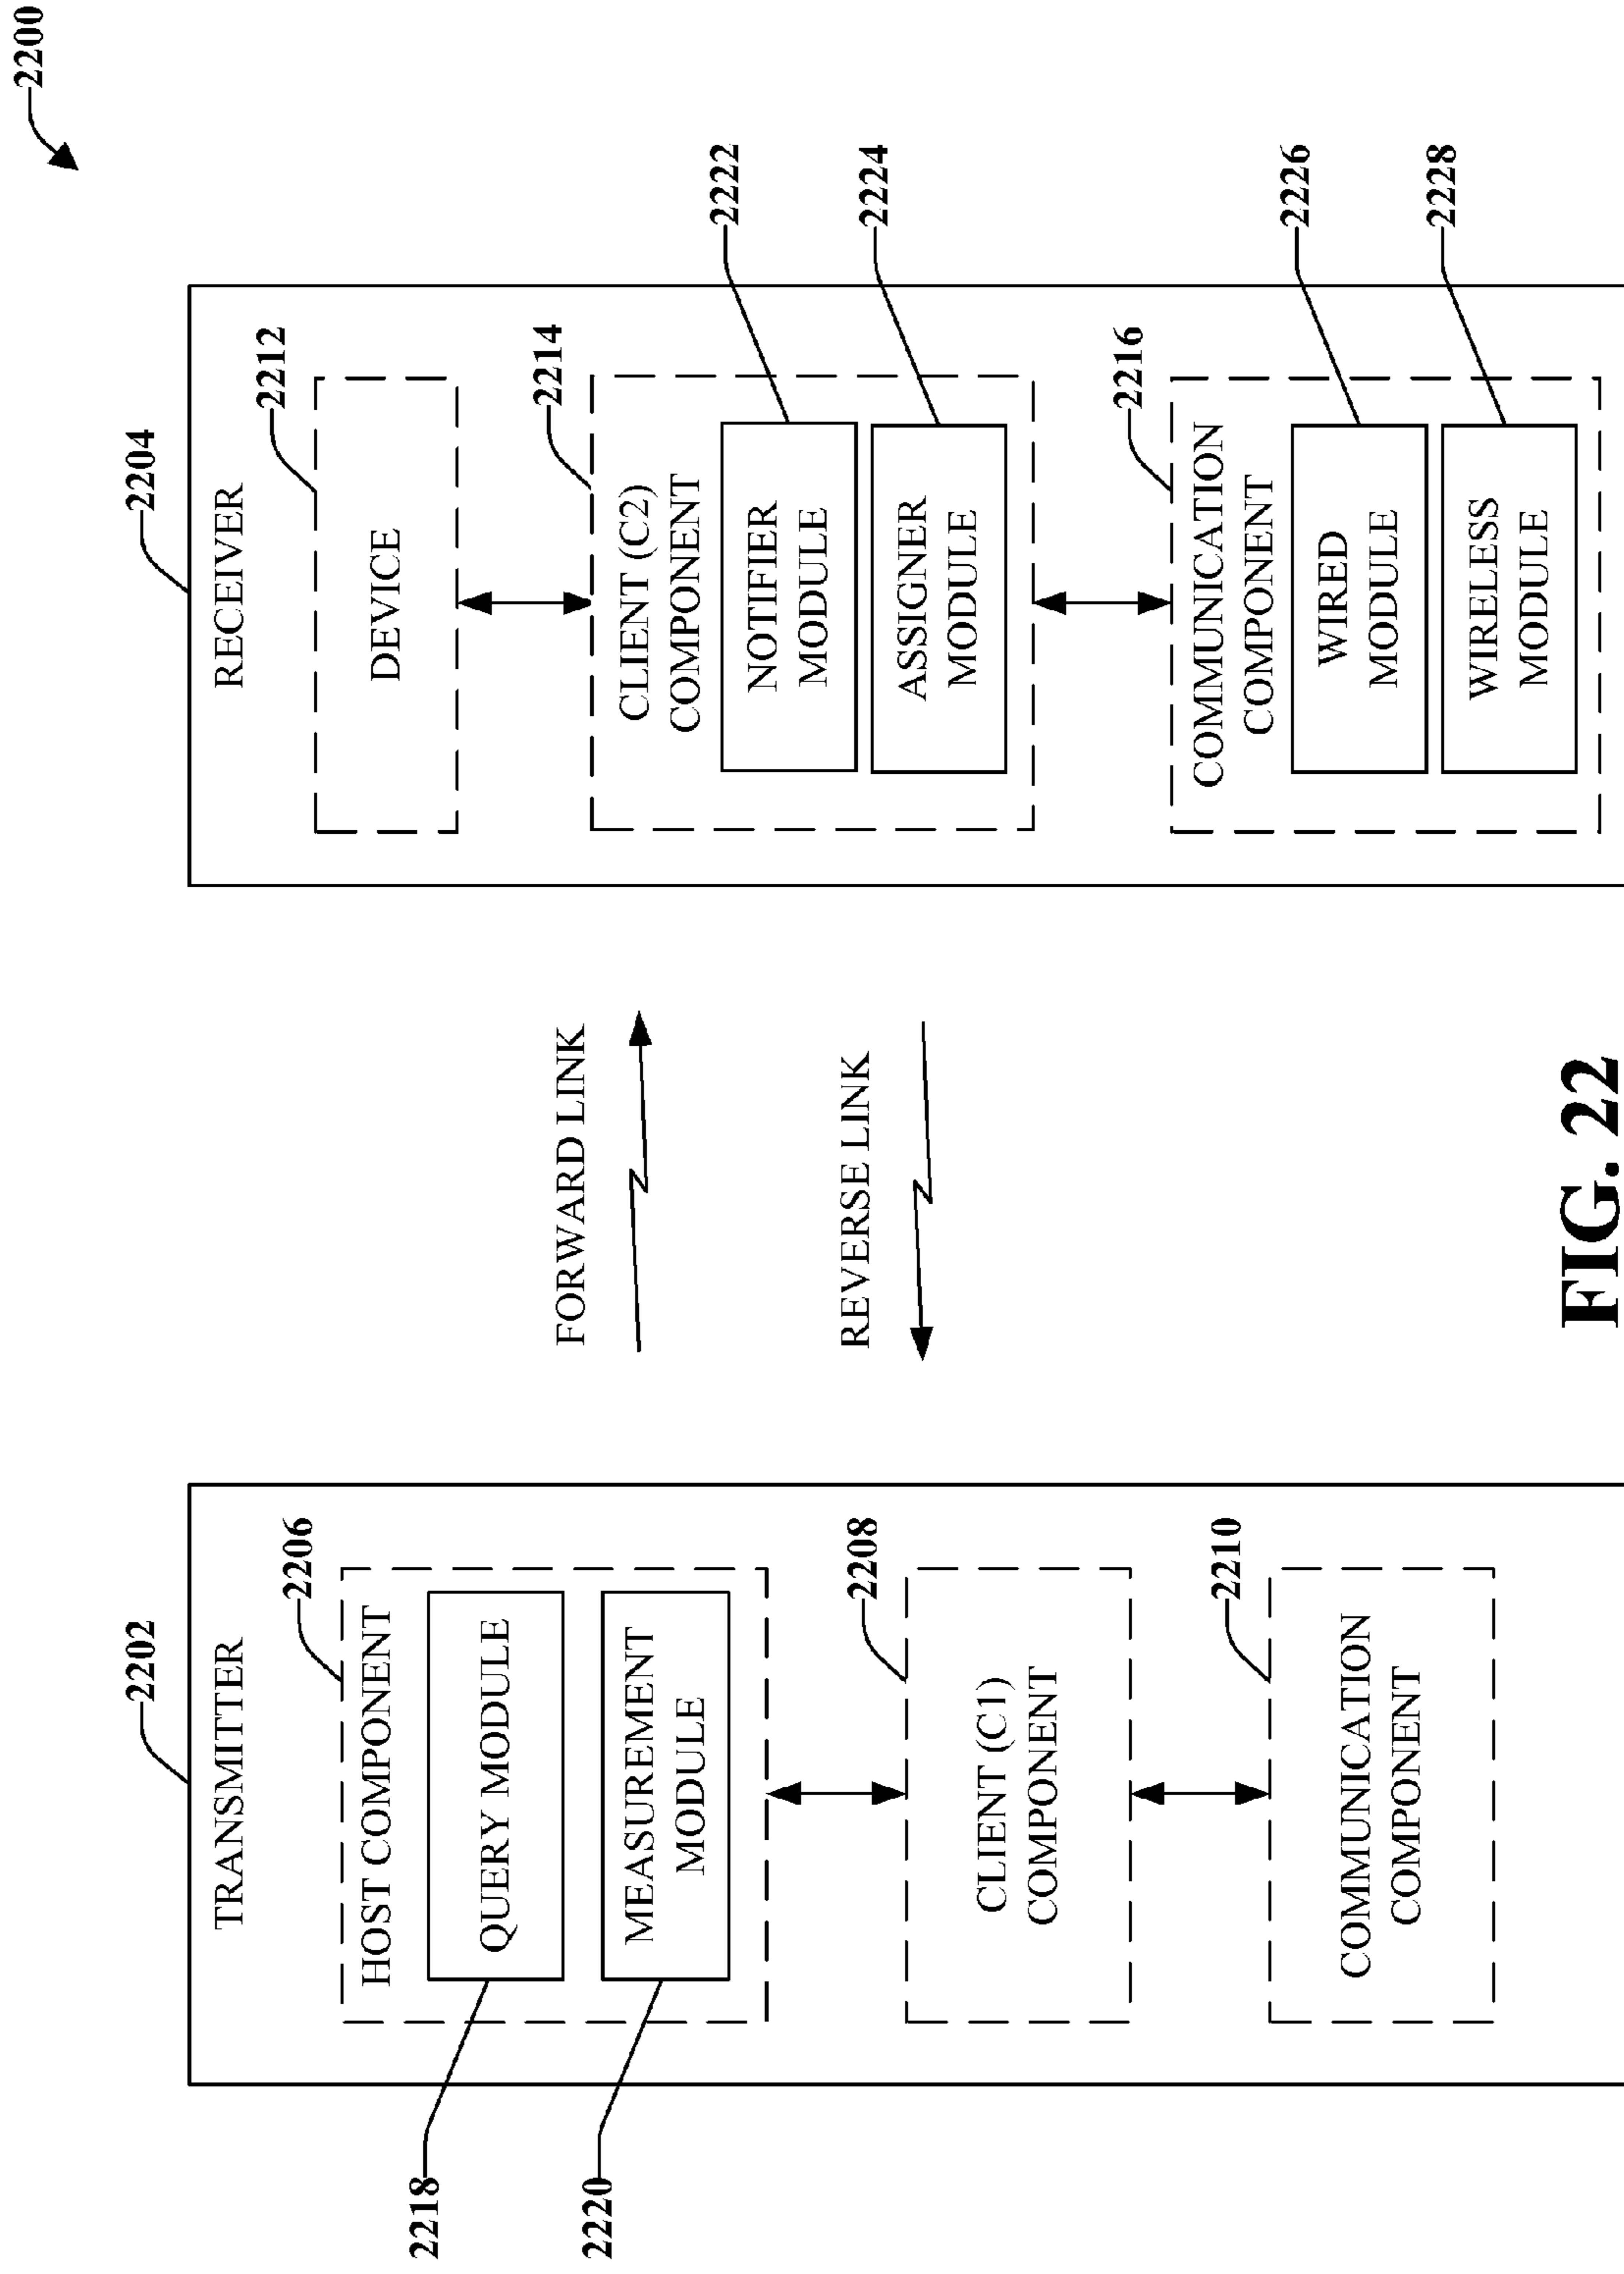 2200
2202
TRANSMITTER
2206
HOST COMPONENT
QUERY MODULE
2218
MEASUREMENT
MODULE
2220
2208
CLIENT (C1)
COMPONENT
2210
COMMUNICATION
COMPONENT
FORWARD LINK
REVERSE LINK
2204
RECEIVER
2212
DEVICE
2214
CLIENT (C2)
COMPONENT
NOTIFIER
MODULE
2222
ASSIGNER
MODULE
2224
2216
COMMUNICATION
COMPONENT
WIRED
MODULE
2226
WIRELESS
MODULE
2228
FIG. 22